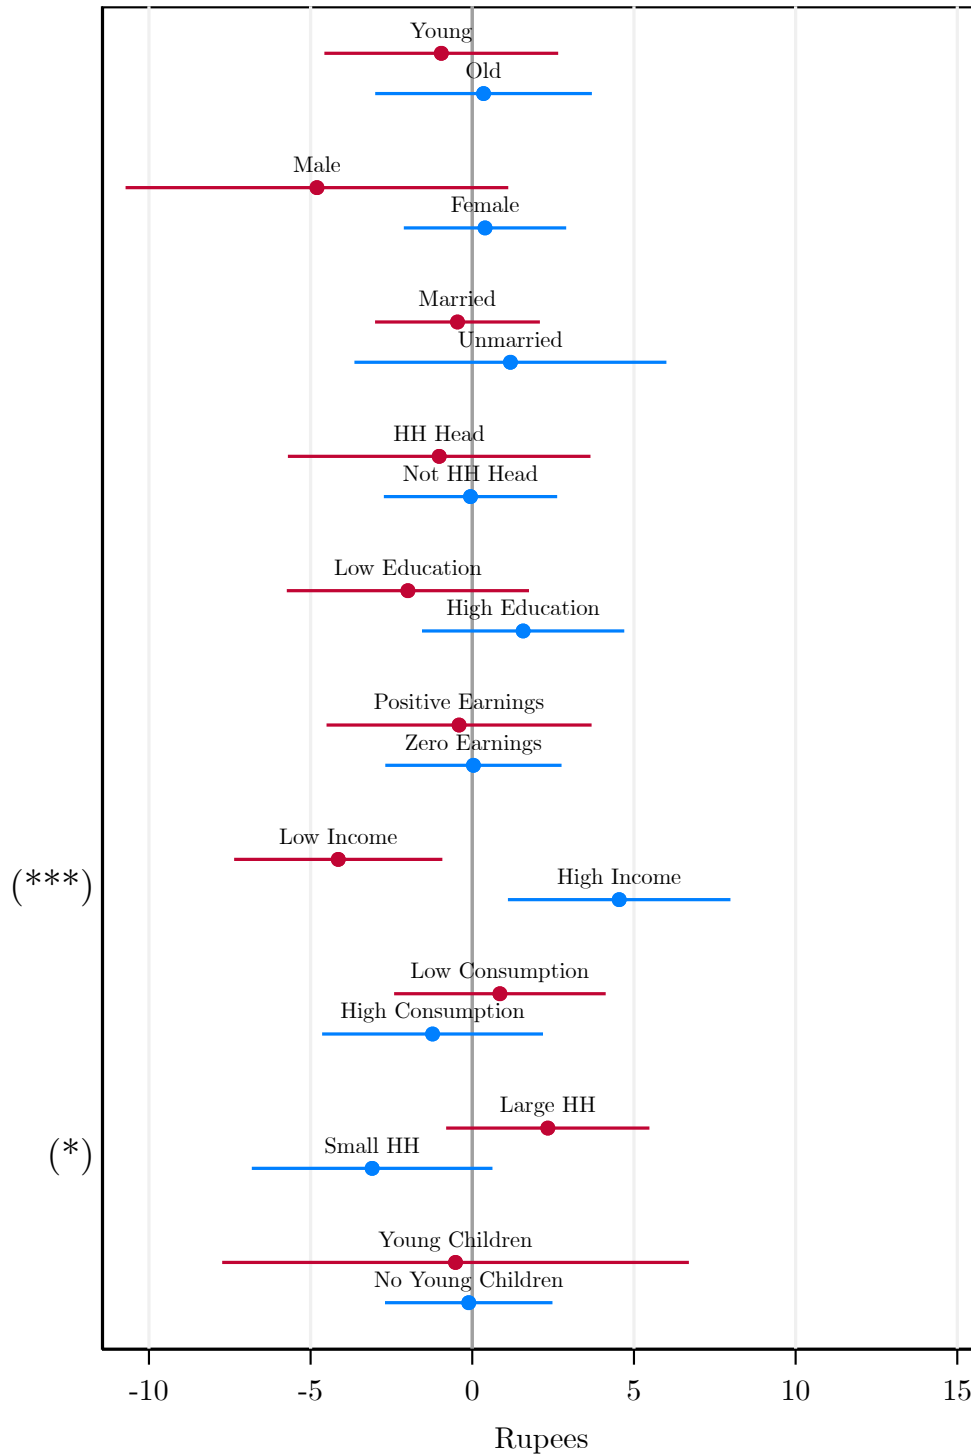 Young
Old
Male
Female
Married
Unmarried
HH Head
Not HH Head
Low Education
High Education
Positive Earnings
Zero Earnings
Low Income
(***)
High Income
Low Consumption
High Consumption
Large HH
(*)
Small HH
Young Children
No Young Children
-10 -5 0 5 10 15
Rupees